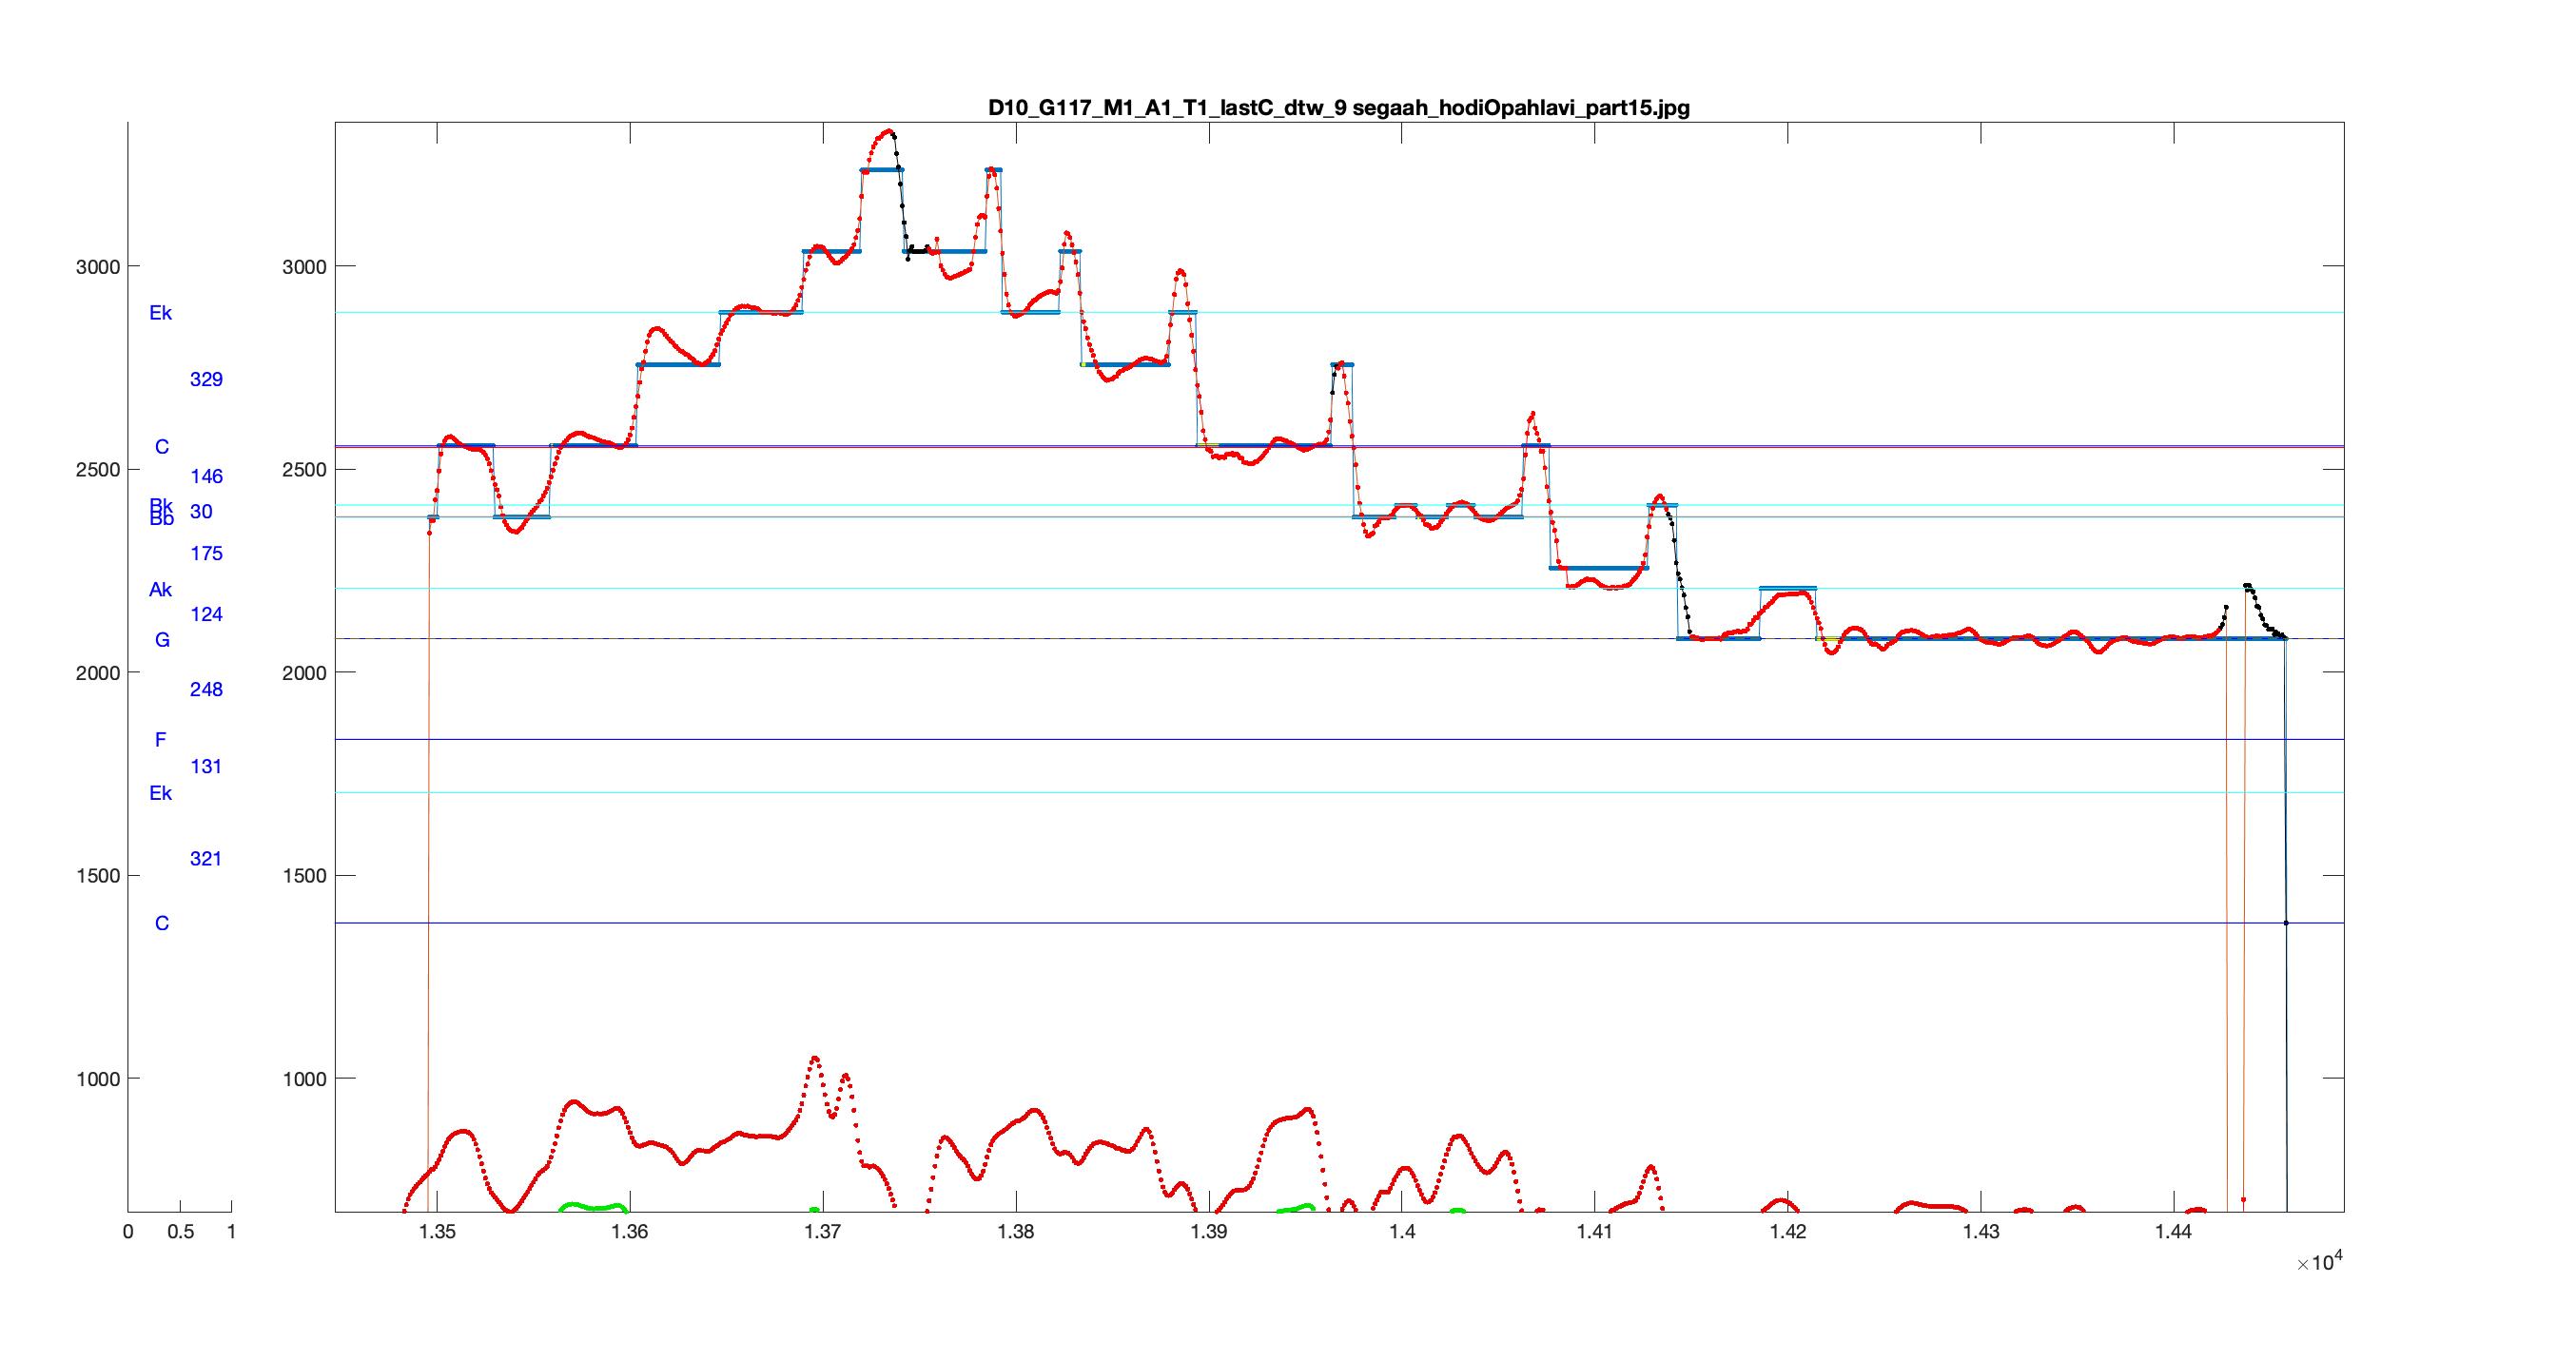 D10_G117_M1_A1_T1_lastC_dtw_9 segaah_hodiOpahlavi_part15.jpg
3000 3000
Ek
329
C
146
2500 2500
Bk
30
Bb
175
Ak
124
G
2000 2000
248
F
131
Ek
321
1500 1500
C
1000 1000
0 0.5 1 1.35 1.36 1.37 1.38 1.39 1.4 1.41 1.42 1.43 1.44
×10^4